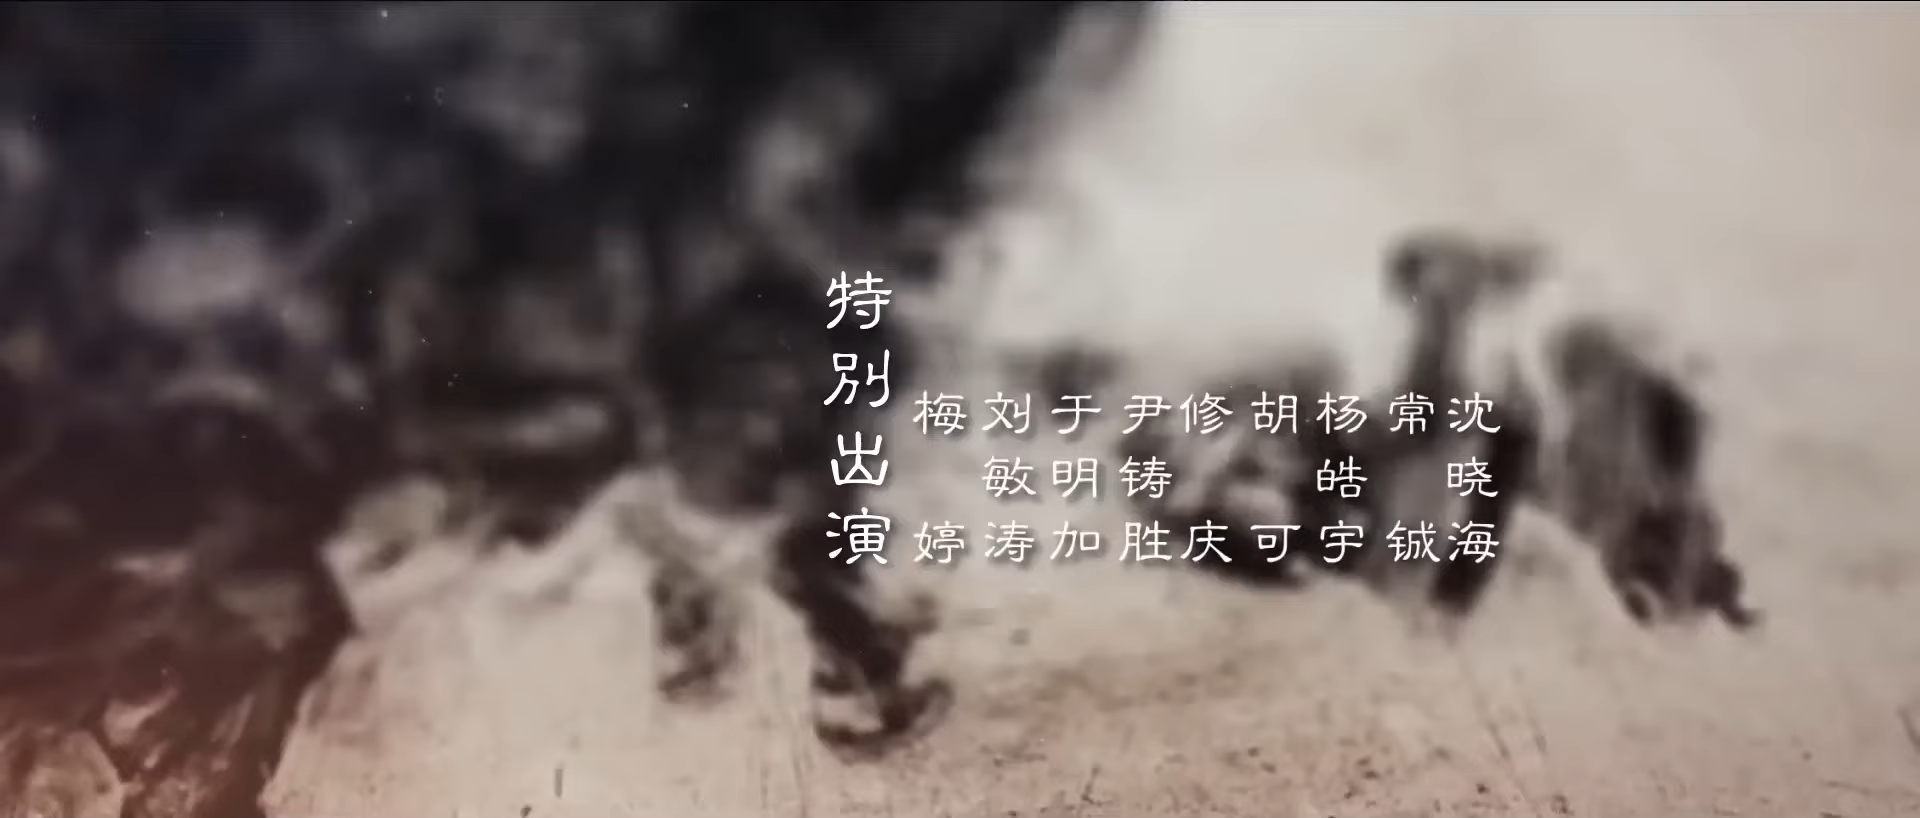 特別出演
梅婷
刘敏涛
于明加
尹铸胜
修庆
胡可
杨皓宇
常铖
沈晓海